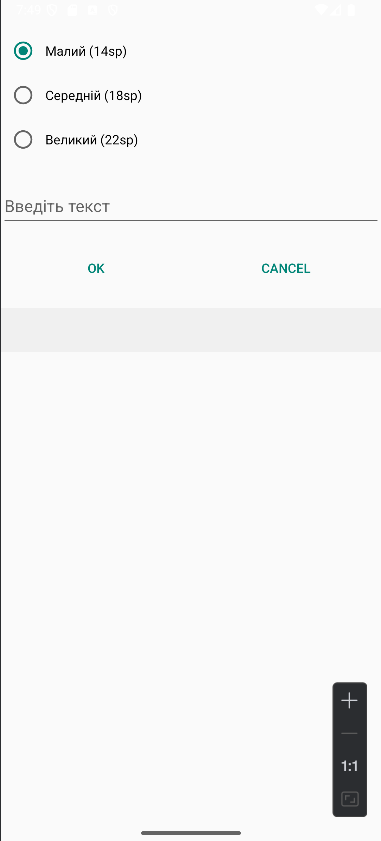 Малий (14sp)
Середній (18sp)
Великий (22sp)
Введіть текст
OK
CANCEL
1:1